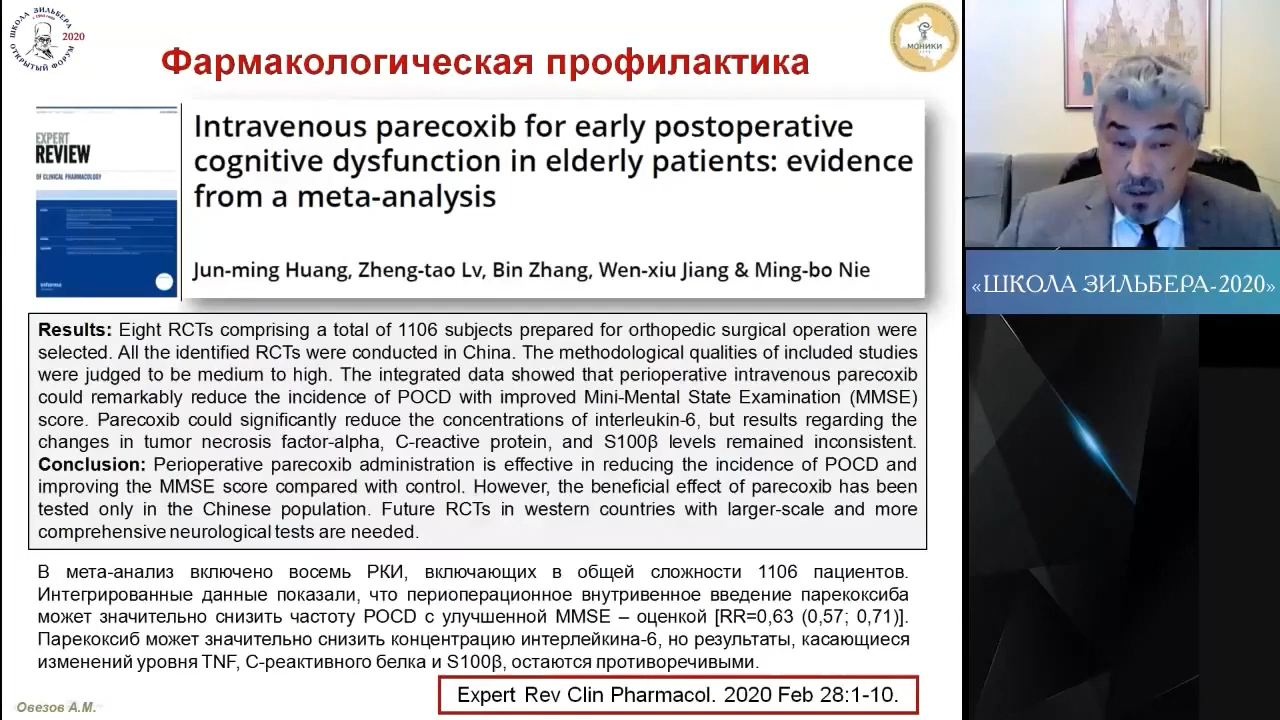 ШКОЛА ЗИЛЬБЕРА
ОТКРЫТЫЙ ФОРУМ
2020
МОНИКИ
Фармакологическая профилактика
EXPERT
REVIEW
OF CLINICAL PHARMACOLOGY
informa
Intravenous parecoxib for early postoperative
cognitive dysfunction in elderly patients: evidence
from a meta-analysis
Jun-ming Huang, Zheng-tao Lv, Bin Zhang, Wen-xiu Jiang & Ming-bo Nie
Results: Eight RCTs comprising a total of 1106 subjects prepared for orthopedic surgical operation were
selected. All the identified RCTs were conducted in China. The methodological qualities of included studies
were judged to be medium to high. The integrated data showed that perioperative intravenous parecoxib
could remarkably reduce the incidence of POCD with improved Mini-Mental State Examination (MMSE)
score. Parecoxib could significantly reduce the concentrations of interleukin-6, but results regarding the
changes in tumor necrosis factor-alpha, C-reactive protein, and S100β levels remained inconsistent.
Conclusion: Perioperative parecoxib administration is effective in reducing the incidence of POCD and
improving the MMSE score compared with control. However, the beneficial effect of parecoxib has been
tested only in the Chinese population. Future RCTs in western countries with larger-scale and more
comprehensive neurological tests are needed.
В мета-анализ включено восемь РКИ, включающих в общей сложности 1106 пациентов.
Интегрированные данные показали, что периоперационное внутривенное введение парекоксиба
может значительно снизить частоту POCD с улучшенной MMSE – оценкой [RR=0,63 (0,57; 0,71)].
Парекоксиб может значительно снизить концентрацию интерлейкина-6, но результаты, касающиеся
изменений уровня TNF, С-реактивного белка и S100β, остаются противоречивыми.
Expert Rev Clin Pharmacol. 2020 Feb 28:1-10.
Овезов А.М.
«ШКОЛА ЗИЛЬБЕРА-2020»